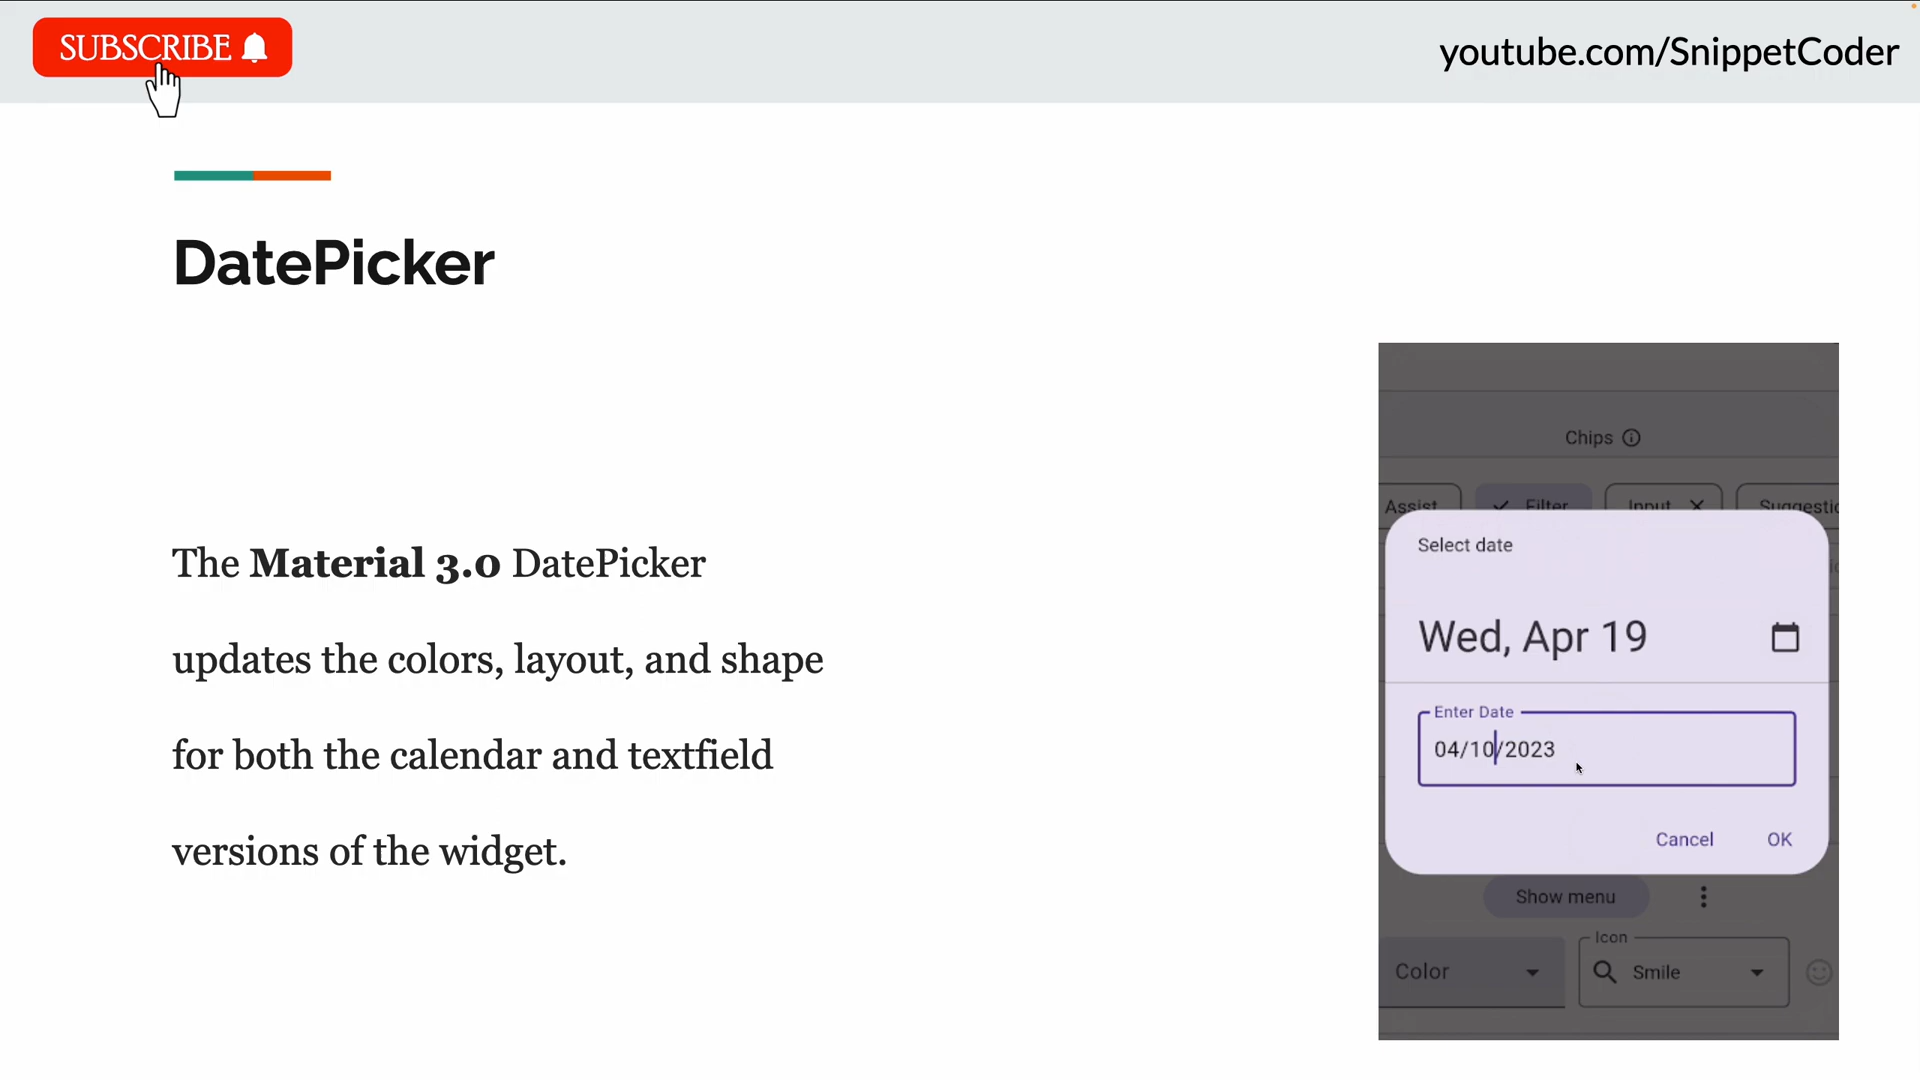 SUBSCRIBE
youtube.com/SnippetCoder
DatePicker
The Material 3.0 DatePicker
updates the colors, layout, and shape
for both the calendar and textfield
versions of the widget.
Chips
Assist Filter Input
Select date
Wed, Apr 19
Enter Date
04/10/2023
Cancel OK
Show menu
Icon
Color Smile